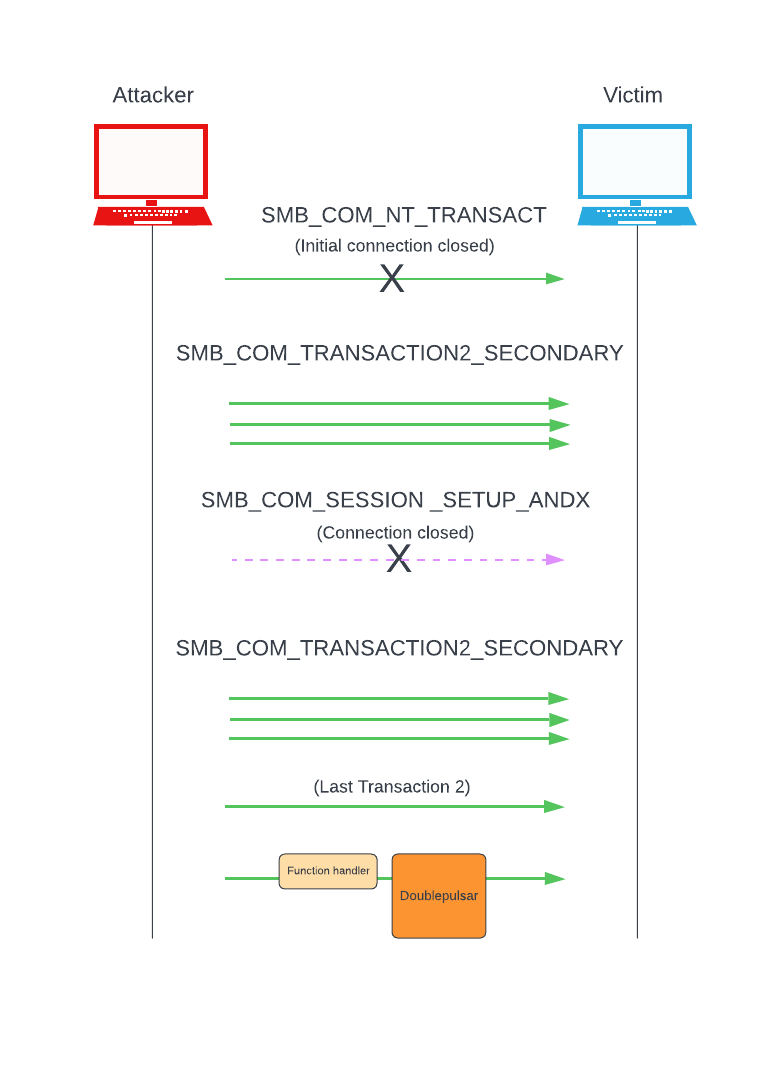 Attacker
Victim
SMB_COM_NT_TRANSACT
(Initial connection closed)
X
SMB_COM_TRANSACTION2_SECONDARY
SMB_COM_SESSION _SETUP_ANDX
(Connection closed)
X
SMB_COM_TRANSACTION2_SECONDARY
(Last Transaction 2)
Function handler
Doublepulsar